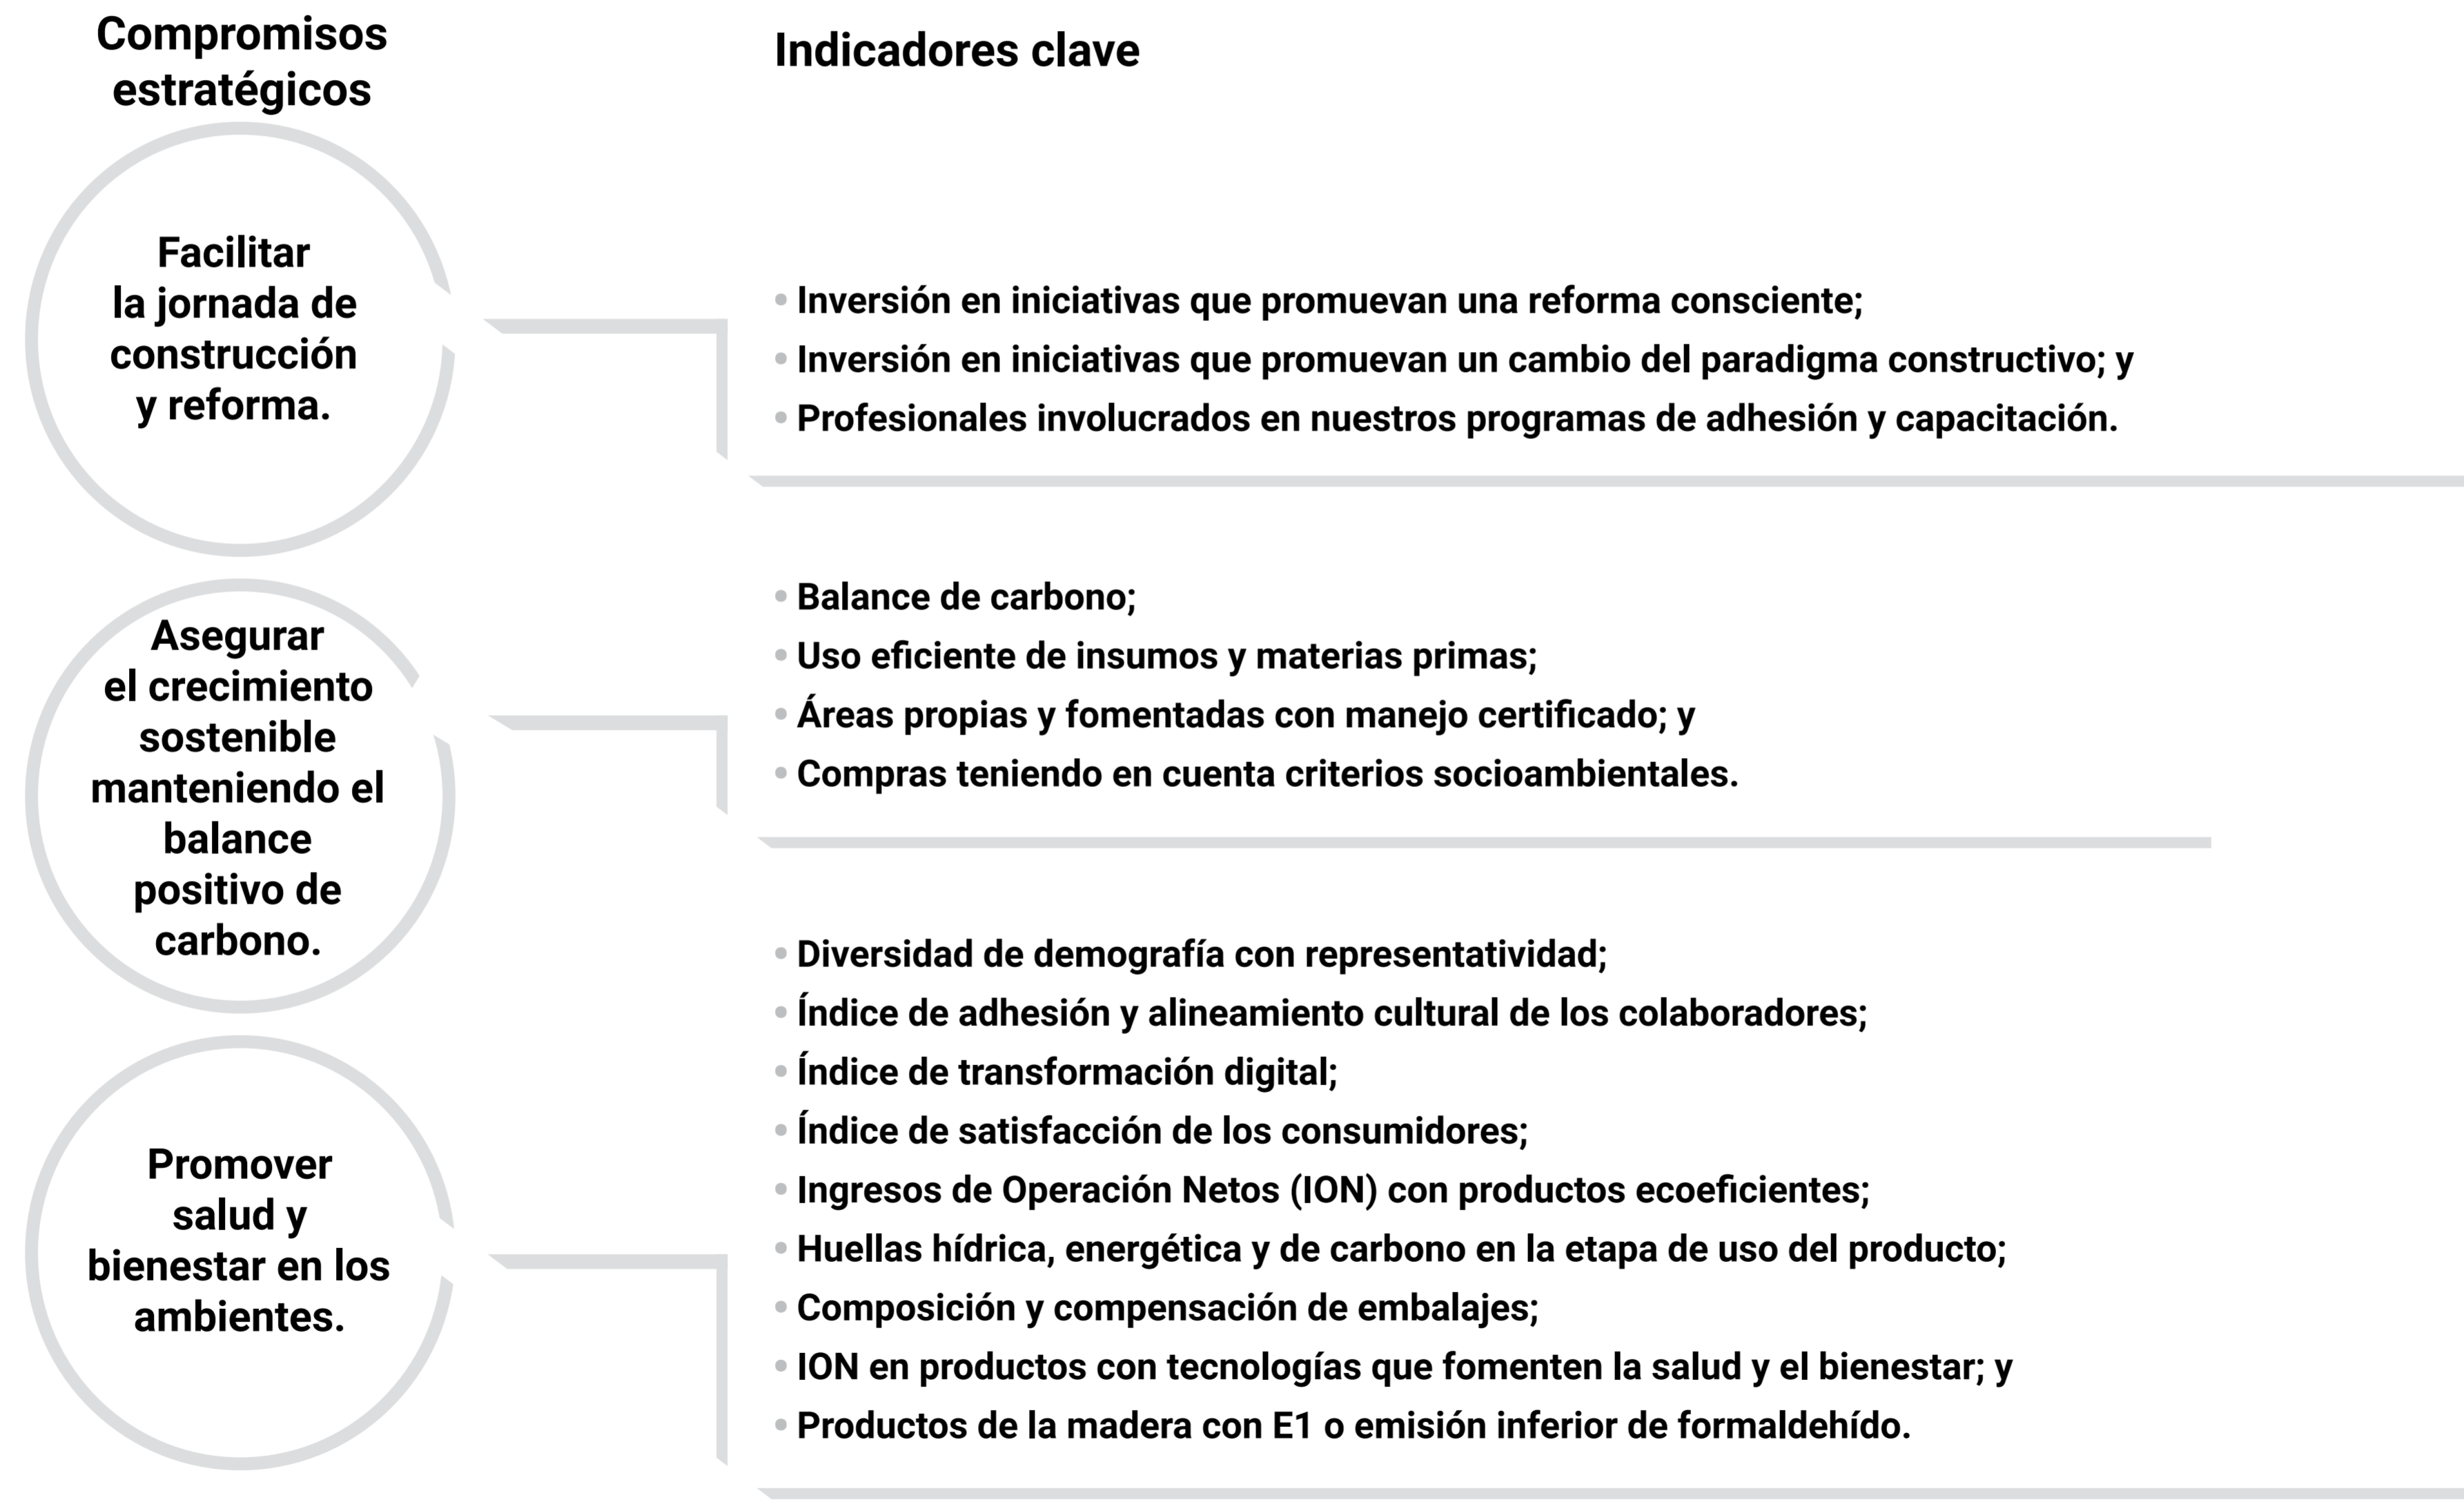 Compromisos
estratégicos
Indicadores clave
Facilitar
la jornada de
construcción
y reforma.
• Inversión en iniciativas que promuevan una reforma consciente;
• Inversión en iniciativas que promuevan un cambio del paradigma constructivo; y
• Profesionales involucrados en nuestros programas de adhesión y capacitación.
Asegurar
el crecimiento
sostenible
manteniendo el
balance
positivo de
carbono.
• Balance de carbono;
• Uso eficiente de insumos y materias primas;
• Áreas propias y fomentadas con manejo certificado; y
• Compras teniendo en cuenta criterios socioambientales.
Promover
salud y
bienestar en los
ambientes.
• Diversidad de demografía con representatividad;
• Índice de adhesión y alineamiento cultural de los colaboradores;
• Índice de transformación digital;
• Índice de satisfacción de los consumidores;
• Ingresos de Operación Netos (ION) con productos ecoeficientes;
• Huellas hídrica, energética y de carbono en la etapa de uso del producto;
• Composición y compensación de embalajes;
• ION en productos con tecnologías que fomenten la salud y el bienestar; y
• Productos de la madera con E1 o emisión inferior de formaldehído.